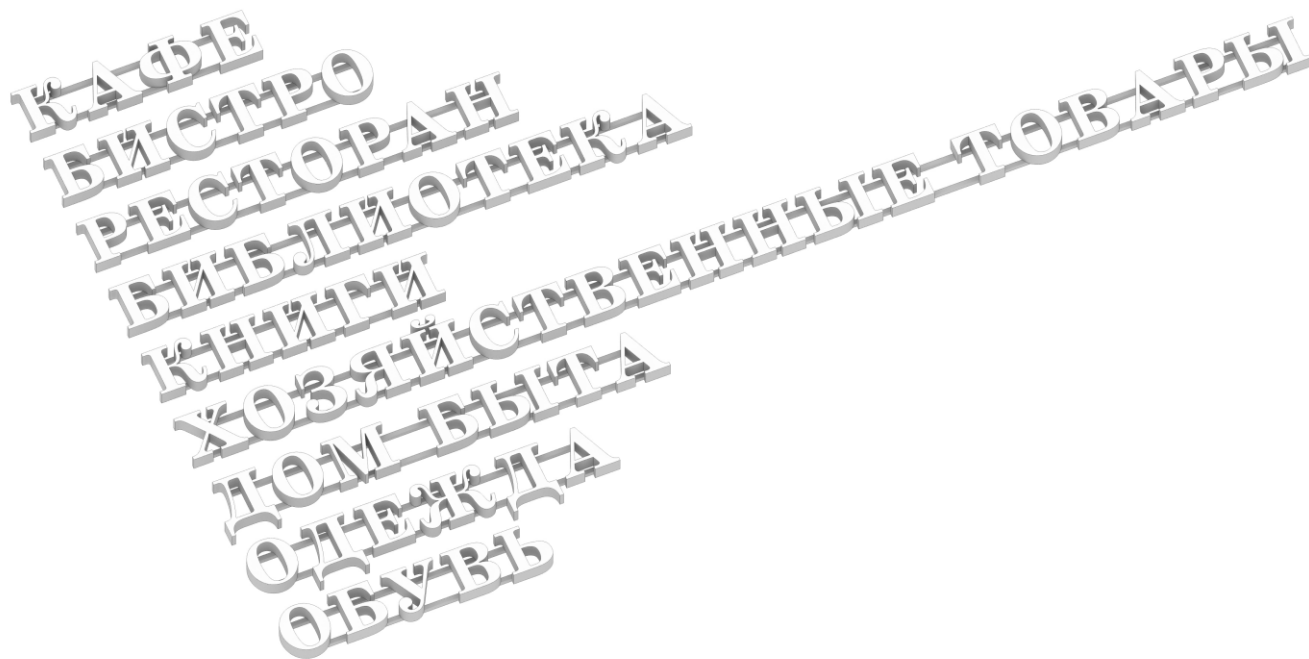 КАФЕ
БИСТРО
РЕСТОРАН
БИБЛИОТЕКА
КНИГИ
ХОЗЯЙСТВЕННЫЕ ТОВАРЫ
ДОМ БЫТА
ОДЕЖДА
ОБУВЬ